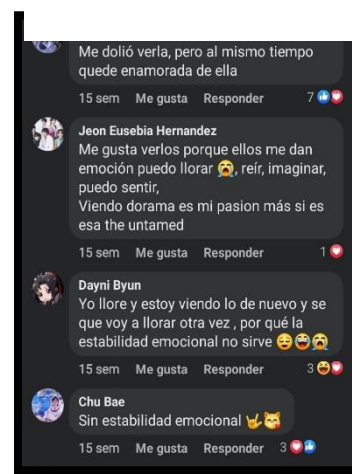 Me dolió verla, pero al mismo tiempo
quede enamorada de ella
15 sem Me gusta Responder 7
Jeon Eusebia Hernandez
Me gusta verlos porque ellos me dan
emoción puedo llorar 😭, reír, imaginar,
puedo sentir,
Viendo dorama es mi pasion más si es
esa the untamed
15 sem Me gusta Responder 1
Dayni Byun
Yo llore y estoy viendo lo de nuevo y se
que voy a llorar otra vez , por qué la
estabilidad emocional no sirve 😩😂😭
15 sem Me gusta Responder 3
Chu Bae
Sin estabilidad emocional 🤟😹
15 sem Me gusta Responder 3